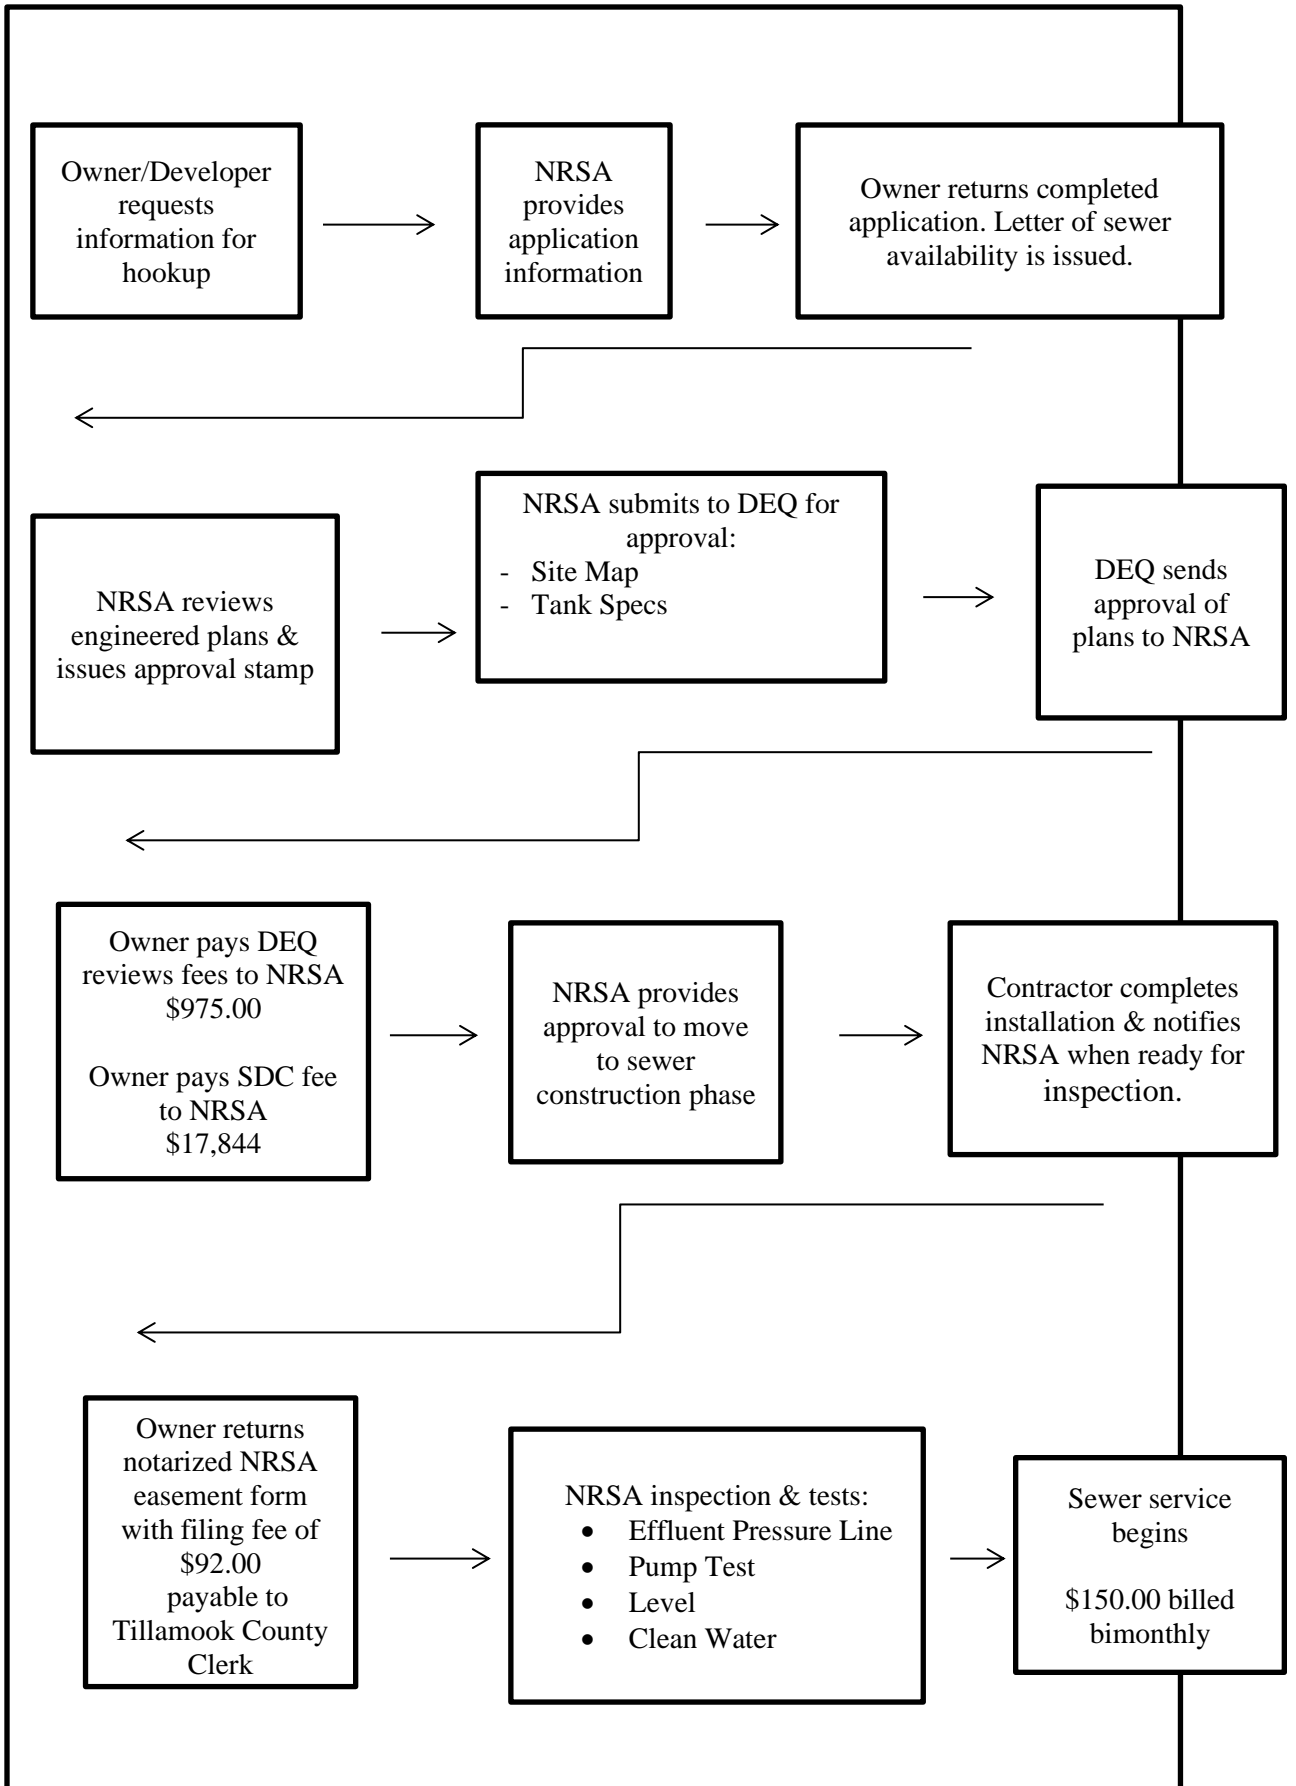 Owner/Developer
requests
information for
hookup
NRSA
provides
application
information
Owner returns completed
application. Letter of sewer
availability is issued.
NRSA reviews
engineered plans &
issues approval stamp
NRSA submits to DEQ for
approval:
- Site Map
- Tank Specs
DEQ sends
approval of
plans to NRSA
Owner pays DEQ
reviews fees to NRSA
$975.00
Owner pays SDC fee
to NRSA
$17,844
NRSA provides
approval to move
to sewer
construction phase
Contractor completes
installation & notifies
NRSA when ready for
inspection.
Owner returns
notarized NRSA
easement form
with filing fee of
$92.00
payable to
Tillamook County
Clerk
NRSA inspection & tests:
• Effluent Pressure Line
• Pump Test
• Level
• Clean Water
Sewer service
begins
$150.00 billed
bimonthly